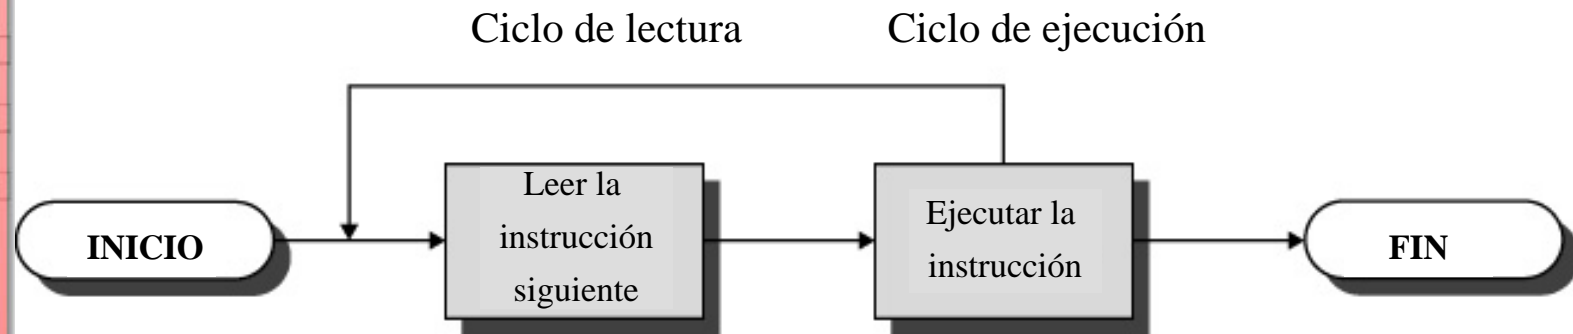 Ciclo de lectura
Ciclo de ejecución
INICIO
Leer la
instrucción
siguiente
Ejecutar la
instrucción
FIN